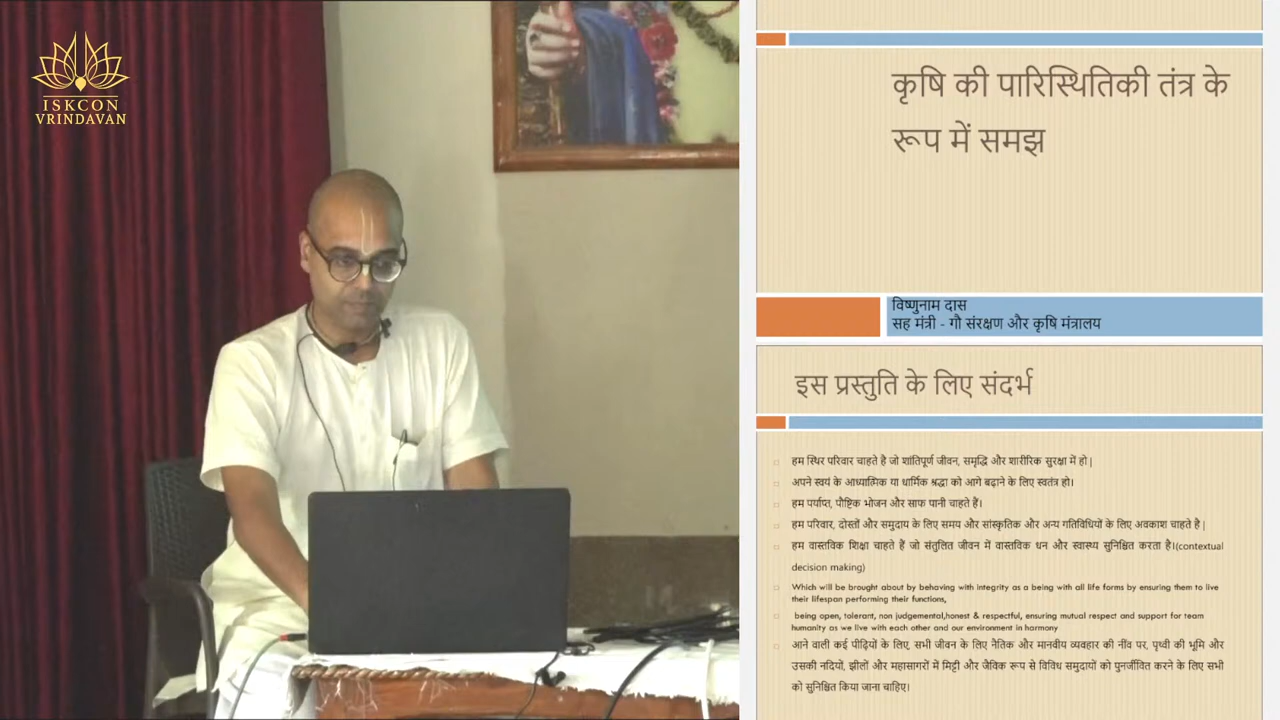 ISKCON
VRINDAVAN
कृषि की पारिस्थितिकी तंत्र के
रूप में समझ
विष्णुनाम दास
सह मंत्री - गौ संरक्षण और कृषि मंत्रालय
इस प्रस्तुति के लिए संदर्भ
हम स्थिर परिवार चाहते है जो शांतिपूर्ण जीवन, समृद्धि और शारीरिक सुरक्षा में हो |
अपने स्वयं के आध्यात्मिक या धार्मिक श्रद्धा को आगे बढ़ाने के लिए स्वतंत्र हो।
हम पर्याप्त, पौष्टिक भोजन और साफ पानी चाहते हैं।
हम परिवार, दोस्तों और समुदाय के लिए समय और सांस्कृतिक और अन्य गतिविधियों के लिए अवकाश चाहते है |
हम वास्तविक शिक्षा चाहते हैं जो संतुलित जीवन में वास्तविक धन और स्वास्थ्य सुनिश्चित करता है।(contextual
decision making)
Which will be brought about by behaving with integrity as a being with all life forms by ensuring them to live
their lifespan performing their functions,
being open, tolerant, non judgemental,honest & respectful, ensuring mutual respect and support for team
humanity as we live with each other and our environment in harmony
आने वाली कई पीढ़ियों के लिए, सभी जीवन के लिए नैतिक और मानवीय व्यवहार की नींव पर, पृथ्वी की भूमि और
उसकी नदियों, झीलों और महासागरों में मिट्टी और जैविक रूप से विविध समुदायों को पुनर्जीवित करने के लिए सभी
को सुनिश्चित किया जाना चाहिए।